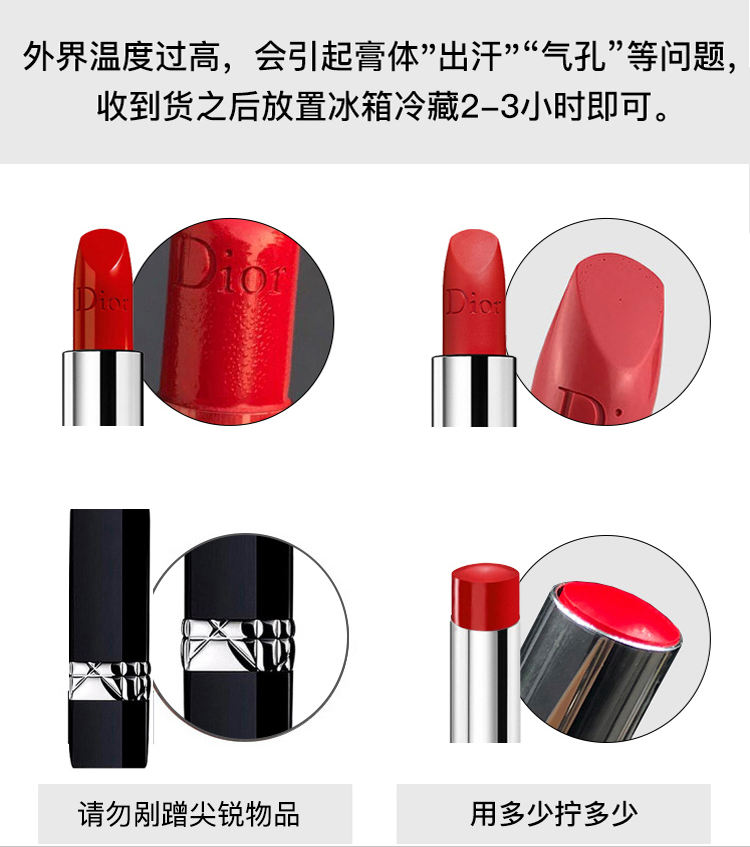 外界温度过高，会引起膏体”出汗”“气孔”等问题，
收到货之后放置冰箱冷藏2-3小时即可。
Dior
Dior
Dior
Di
请勿剐蹭尖锐物品
用多少拧多少